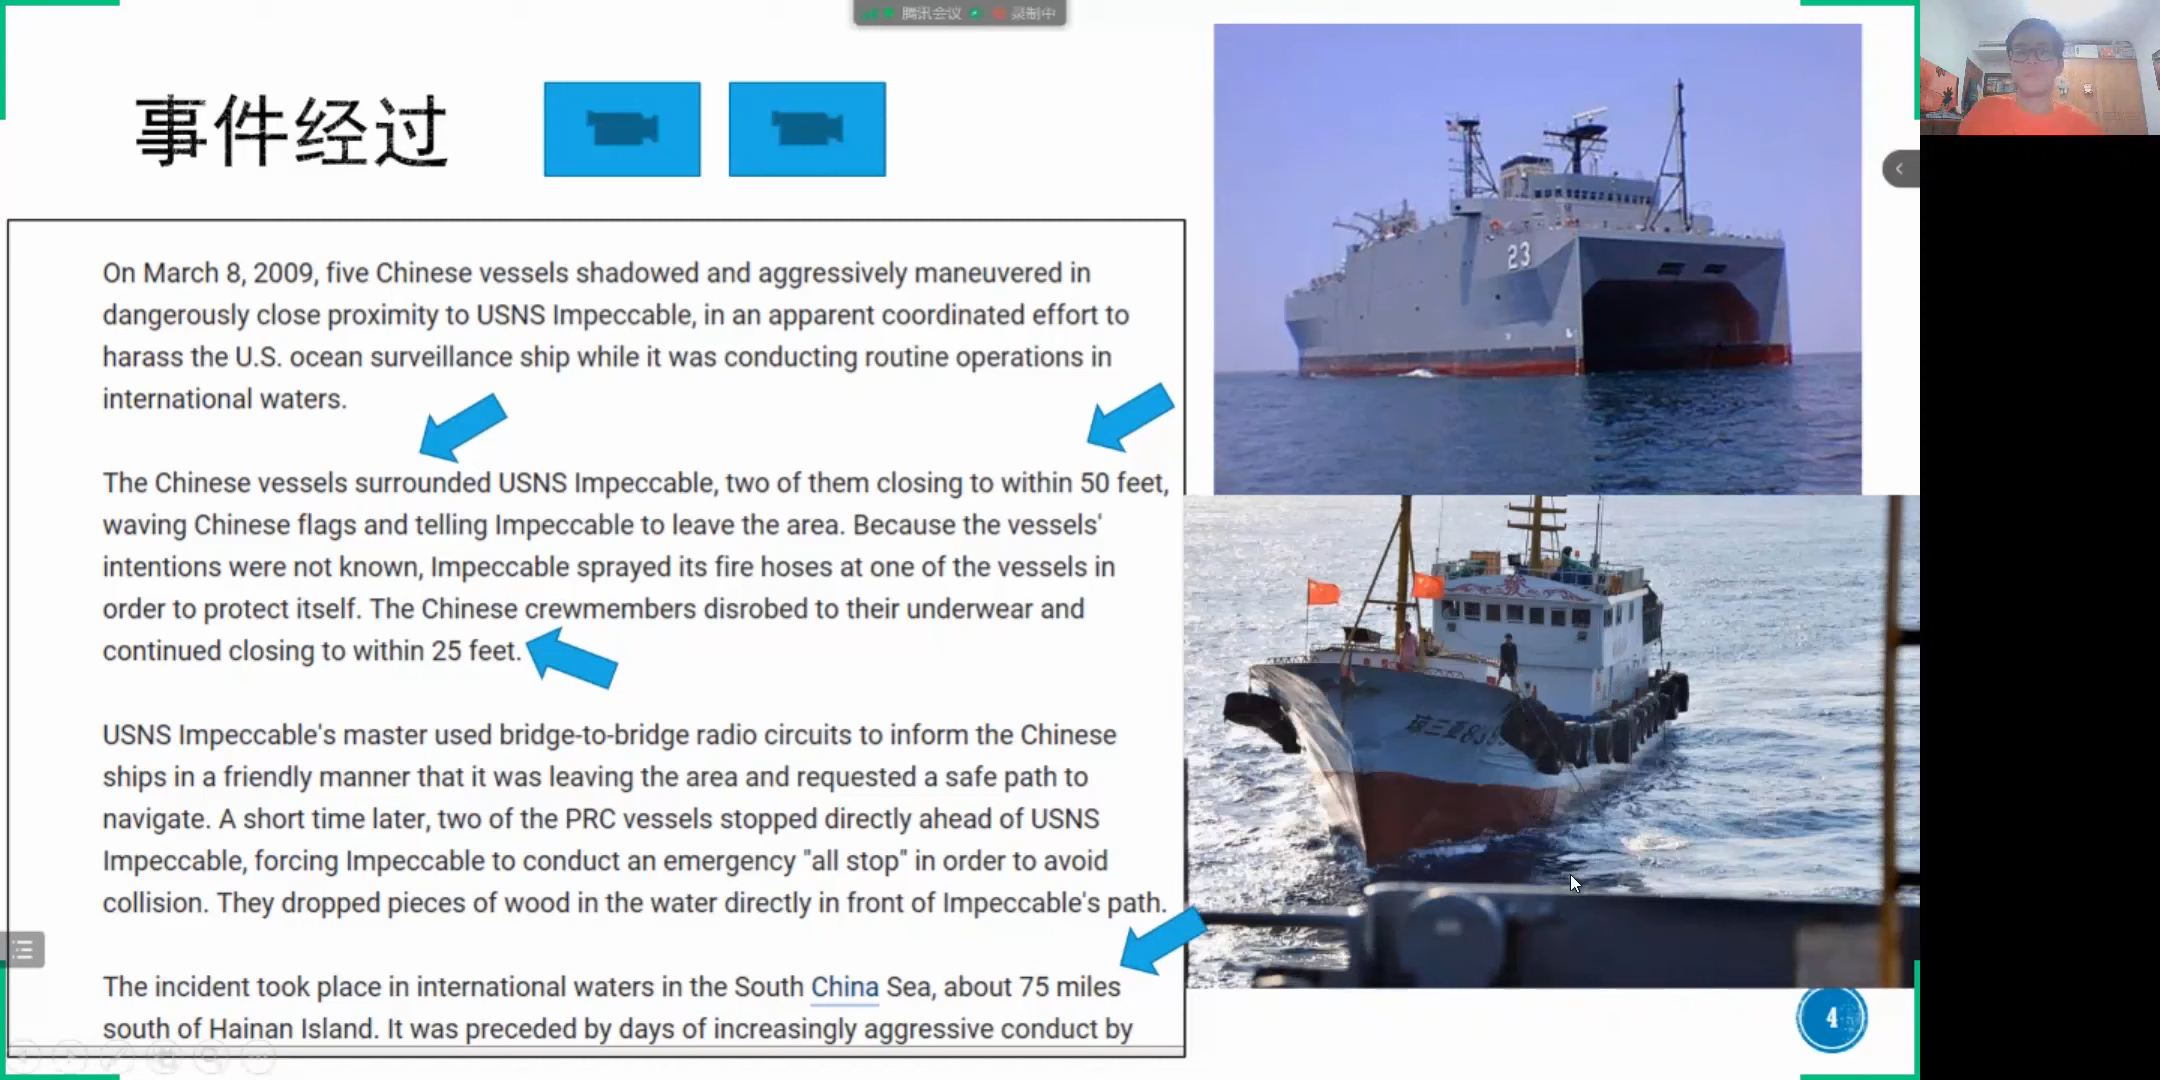 腾讯会议 录制中
事件经过
On March 8, 2009, five Chinese vessels shadowed and aggressively maneuvered in
dangerously close proximity to USNS Impeccable, in an apparent coordinated effort to
harass the U.S. ocean surveillance ship while it was conducting routine operations in
international waters.
The Chinese vessels surrounded USNS Impeccable, two of them closing to within 50 feet,
waving Chinese flags and telling Impeccable to leave the area. Because the vessels'
intentions were not known, Impeccable sprayed its fire hoses at one of the vessels in
order to protect itself. The Chinese crewmembers disrobed to their underwear and
continued closing to within 25 feet.
USNS Impeccable's master used bridge-to-bridge radio circuits to inform the Chinese
ships in a friendly manner that it was leaving the area and requested a safe path to
navigate. A short time later, two of the PRC vessels stopped directly ahead of USNS
Impeccable, forcing Impeccable to conduct an emergency "all stop" in order to avoid
collision. They dropped pieces of wood in the water directly in front of Impeccable's path.
The incident took place in international waters in the South China Sea, about 75 miles
south of Hainan Island. It was preceded by days of increasingly aggressive conduct by
23
4